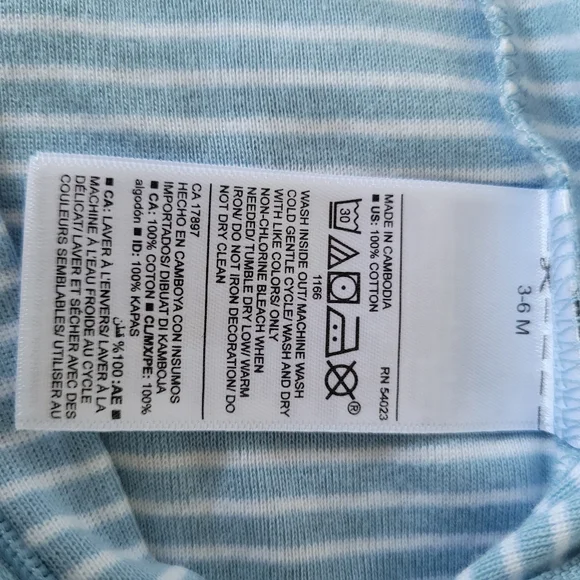 3-6 M
MADE IN CAMBODIA RN 54023
■ US: 100% COTTON
30
®
1166
WASH INSIDE OUT/ MACHINE WASH
COLD GENTLE CYCLE/ WASH AND DRY
WITH LIKE COLORS/ ONLY
NON-CHLORINE BLEACH WHEN
NEEDED/ TUMBLE DRY LOW/ WARM
IRON/ DO NOT IRON DECORATION/ DO
NOT DRY CLEAN
CA 17897
HECHO EN CAMBOYA CON INSUMOS
IMPORTADOS/ DIBUAT DI KAMBOJA
■ CA: 100% COTON ■ CL/MX/PE: 100%
algodón ■ ID: 100% KAPAS
■ AE: 100% قطن
■ CA: LAVER À L'ENVERS/ LAVER À LA
MACHINE À L'EAU FROIDE AU CYCLE
DÉLICAT/ LAVER ET SÉCHER AVEC DES
COULEURS SEMBLABLES/ UTILISER AU